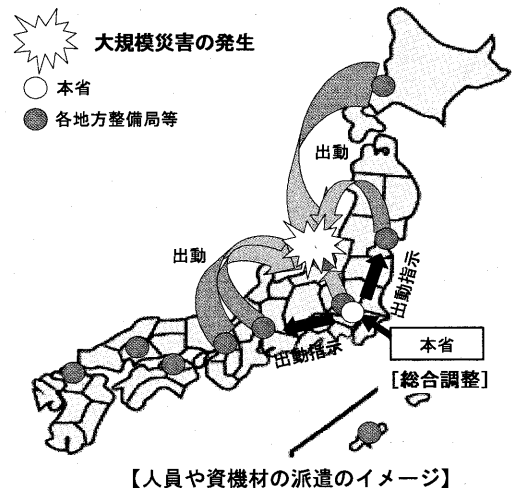 大規模災害の発生
本省
各地方整備局等
出動
出動
出動指示
出動指示
本省
[総合調整]
【人員や資機材の派遣のイメージ】